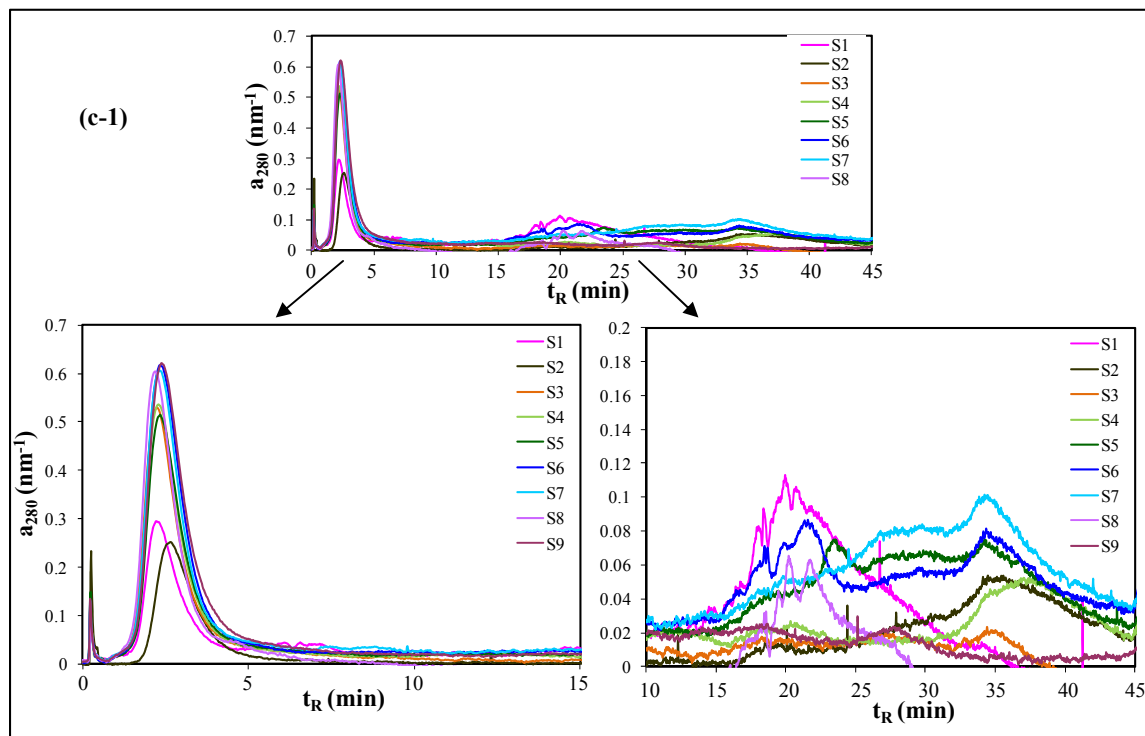 (c-1)
a₂₈₀ (nm⁻¹)
0.7
0.6
0.5
0.4
0.3
0.2
0.1
0
0 5 10 15 20 25 30 35 40 45
t_R (min)
S1
S2
S3
S4
S5
S6
S7
S8
a₂₈₀ (nm⁻¹)
0.7
0.6
0.5
0.4
0.3
0.2
0.1
0
0 5 10 15
t_R (min)
S1
S2
S3
S4
S5
S6
S7
S8
S9
0.2
0.18
0.16
0.14
0.12
0.1
0.08
0.06
0.04
0.02
0
10 15 20 25 30 35 40 45
t_R (min)
S1
S2
S3
S4
S5
S6
S7
S8
S9